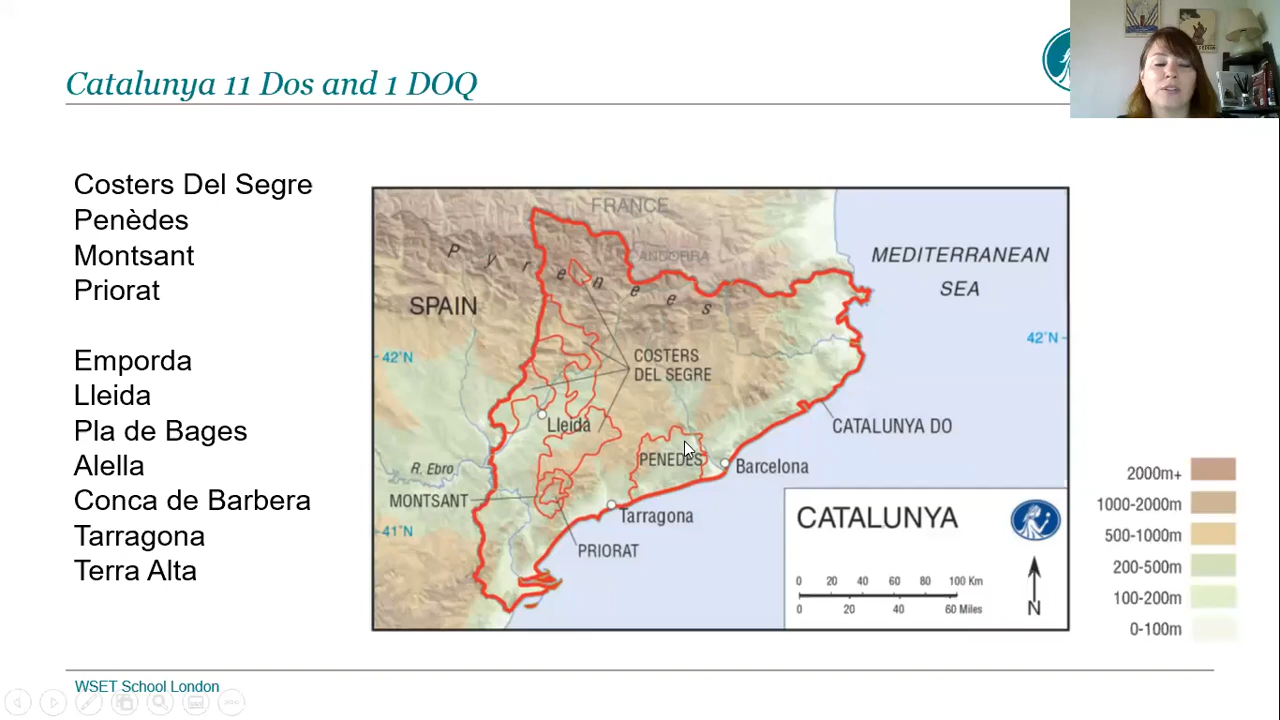 Catalunya 11 Dos and 1 DOQ
Costers Del Segre
Penèdes
Montsant
Priorat
Emporda
Lleida
Pla de Bages
Alella
Conca de Barbera
Tarragona
Terra Alta
FRANCE
ANDORRA
Pyrenees
SPAIN
MEDITERRANEAN
SEA
42°N
42°N
COSTERS
DEL SEGRE
Lleida
CATALUNYA DO
PENEDÈS
Barcelona
R. Ebro
MONTSANT
Tarragona
41°N
PRIORAT
CATALUNYA
0 20 40 60 80 100 Km
0 20 40 60 Miles
N
2000m+
1000-2000m
500-1000m
200-500m
100-200m
0-100m
WSET School London